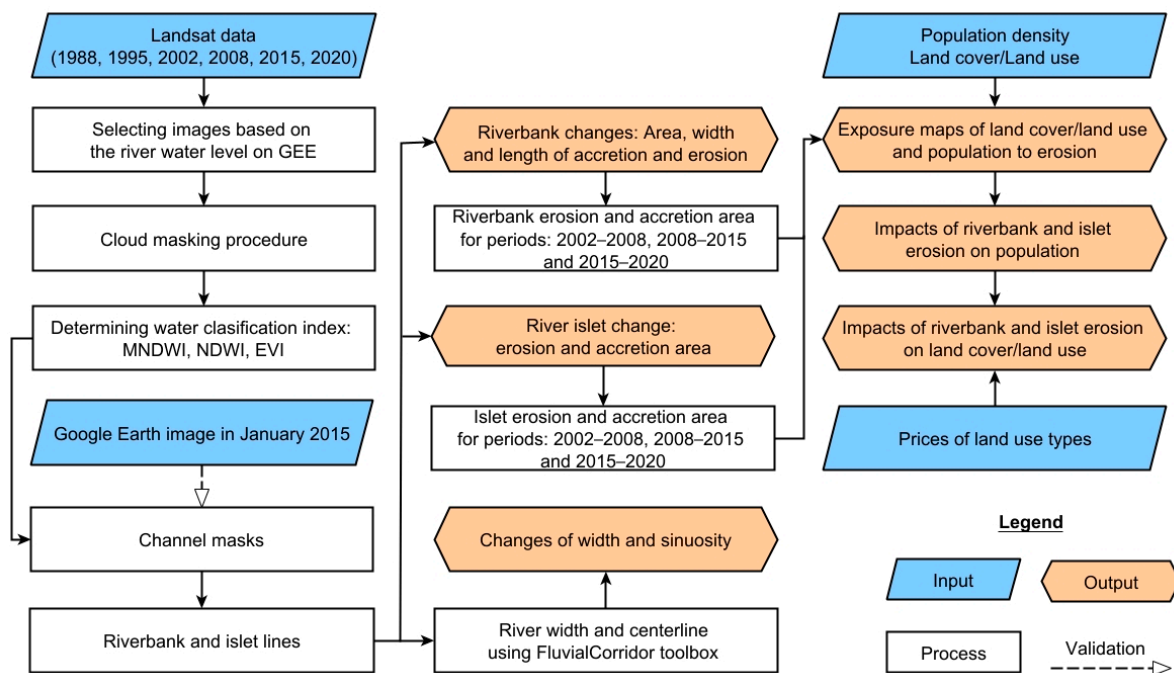 Landsat data
(1988, 1995, 2002, 2008, 2015, 2020)
Selecting images based on
the river water level on GEE
Cloud masking procedure
Determining water clasification index:
MNDWI, NDWI, EVI
Google Earth image in January 2015
Channel masks
Riverbank and islet lines
Riverbank changes: Area, width
and length of accretion and erosion
Riverbank erosion and accretion area
for periods: 2002–2008, 2008–2015
and 2015–2020
River islet change:
erosion and accretion area
Islet erosion and accretion area
for periods: 2002–2008, 2008–2015
and 2015–2020
Changes of width and sinuosity
River width and centerline
using FluvialCorridor toolbox
Population density
Land cover/Land use
Exposure maps of land cover/land use
and population to erosion
Impacts of riverbank and islet
erosion on population
Impacts of riverbank and islet erosion
on land cover/land use
Prices of land use types
Legend
Input
Output
Process
Validation